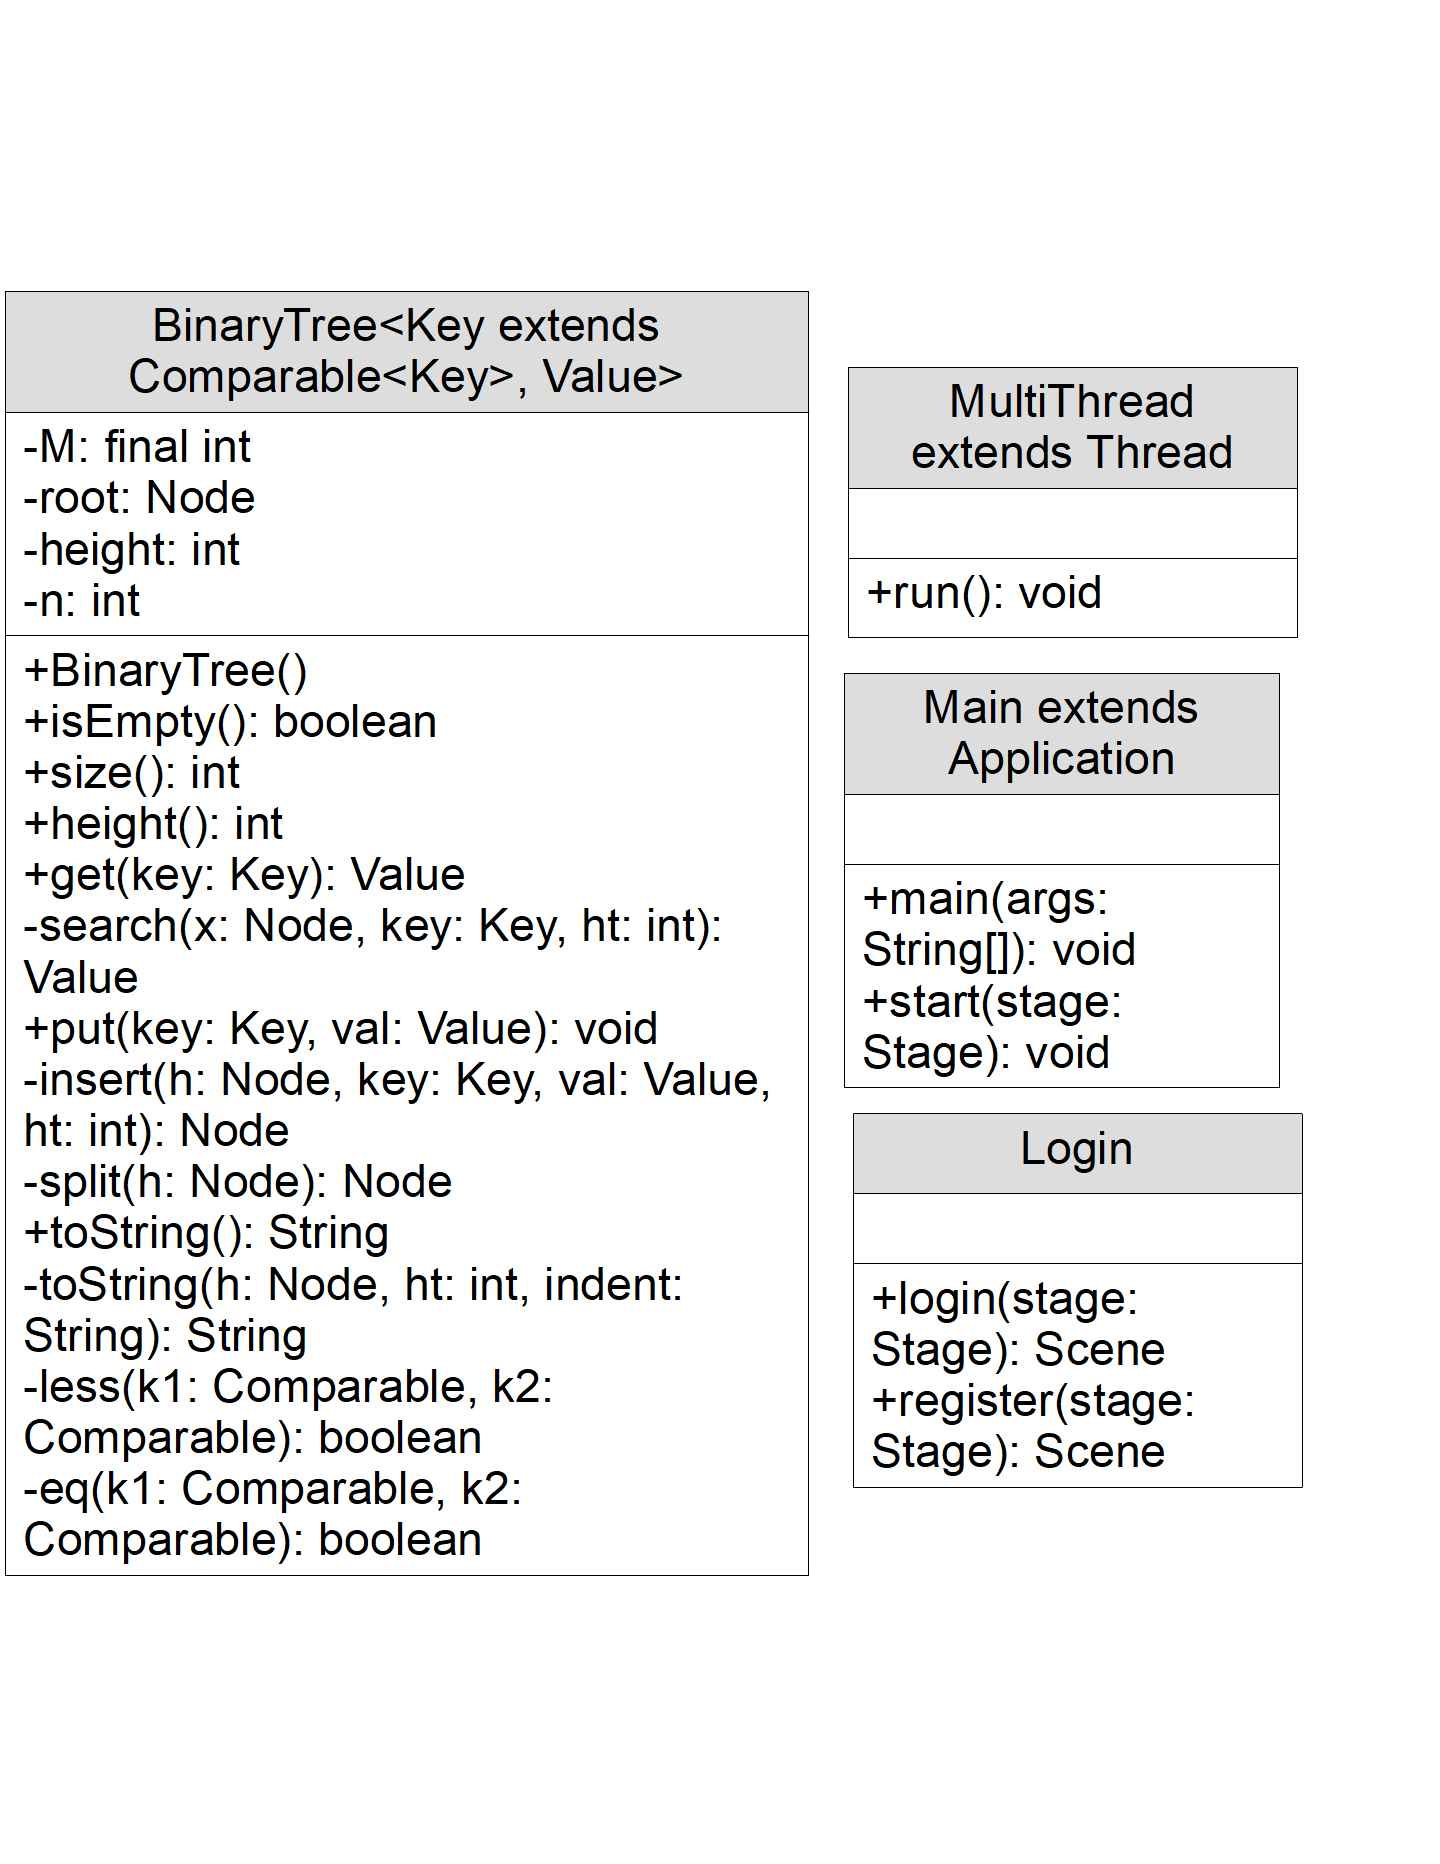 BinaryTree<Key extends
Comparable<Key>, Value>
-M: final int
-root: Node
-height: int
-n: int
+BinaryTree()
+isEmpty(): boolean
+size(): int
+height(): int
+get(key: Key): Value
-search(x: Node, key: Key, ht: int):
Value
+put(key: Key, val: Value): void
-insert(h: Node, key: Key, val: Value,
ht: int): Node
-split(h: Node): Node
+toString(): String
-toString(h: Node, ht: int, indent:
String): String
-less(k1: Comparable, k2:
Comparable): boolean
-eq(k1: Comparable, k2:
Comparable): boolean
MultiThread
extends Thread
+run(): void
Main extends
Application
+main(args:
String[]): void
+start(stage:
Stage): void
Login
+login(stage:
Stage): Scene
+register(stage:
Stage): Scene